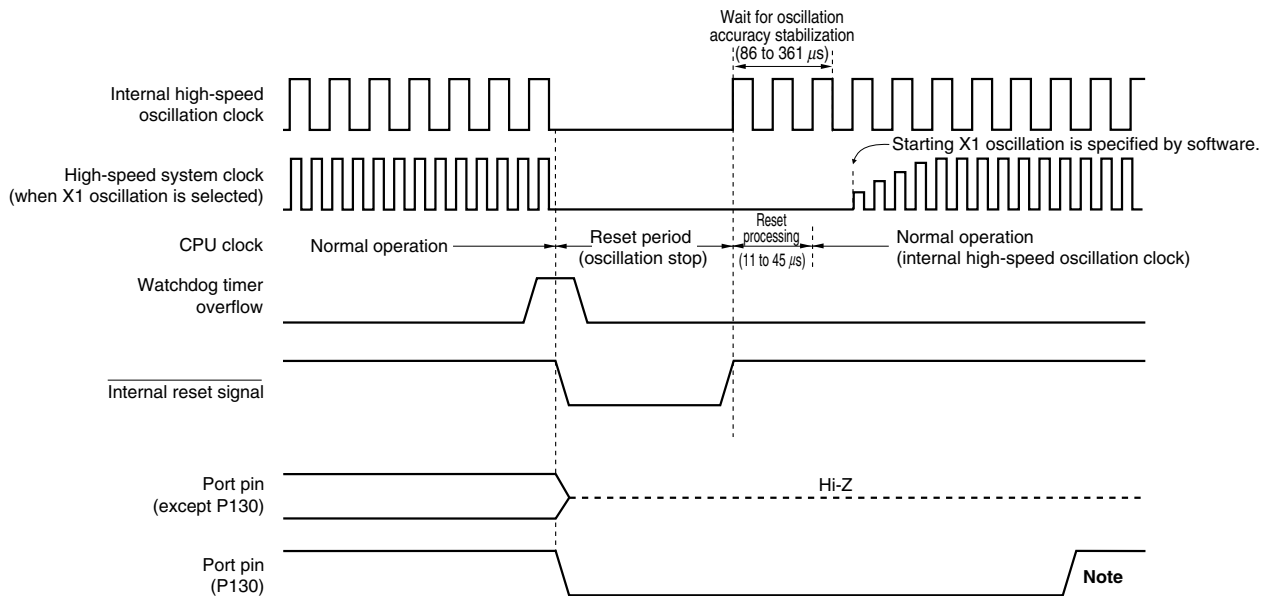 Wait for oscillation
accuracy stabilization
(86 to 361 μs)
Internal high-speed
oscillation clock
Starting X1 oscillation is specified by software.
High-speed system clock
(when X1 oscillation is selected)
CPU clock
Normal operation
Reset period
(oscillation stop)
Reset
processing
(11 to 45 μs)
Normal operation
(internal high-speed oscillation clock)
Watchdog timer
overflow
Internal reset signal
Port pin
(except P130)
Hi-Z
Port pin
(P130)
Note